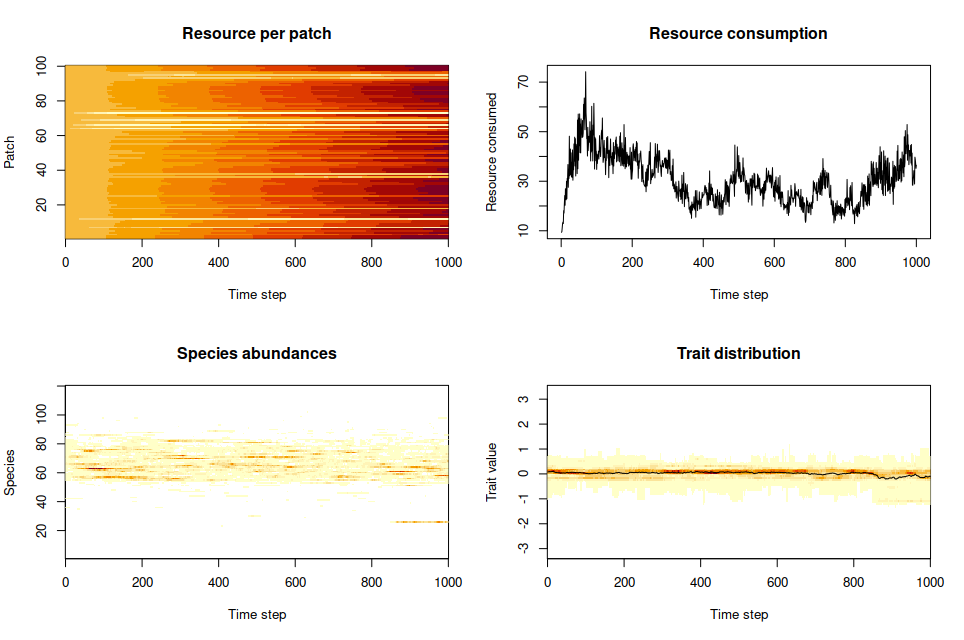 Resource per patch
Patch
20 40 60 80 100
0 200 400 600 800 1000
Time step
Resource consumption
Resource consumed
10 30 50 70
0 200 400 600 800 1000
Time step
Species abundances
Species
20 40 60 80 100
0 200 400 600 800 1000
Time step
Trait distribution
Trait value
-3 -2 -1 0 1 2 3
0 200 400 600 800 1000
Time step